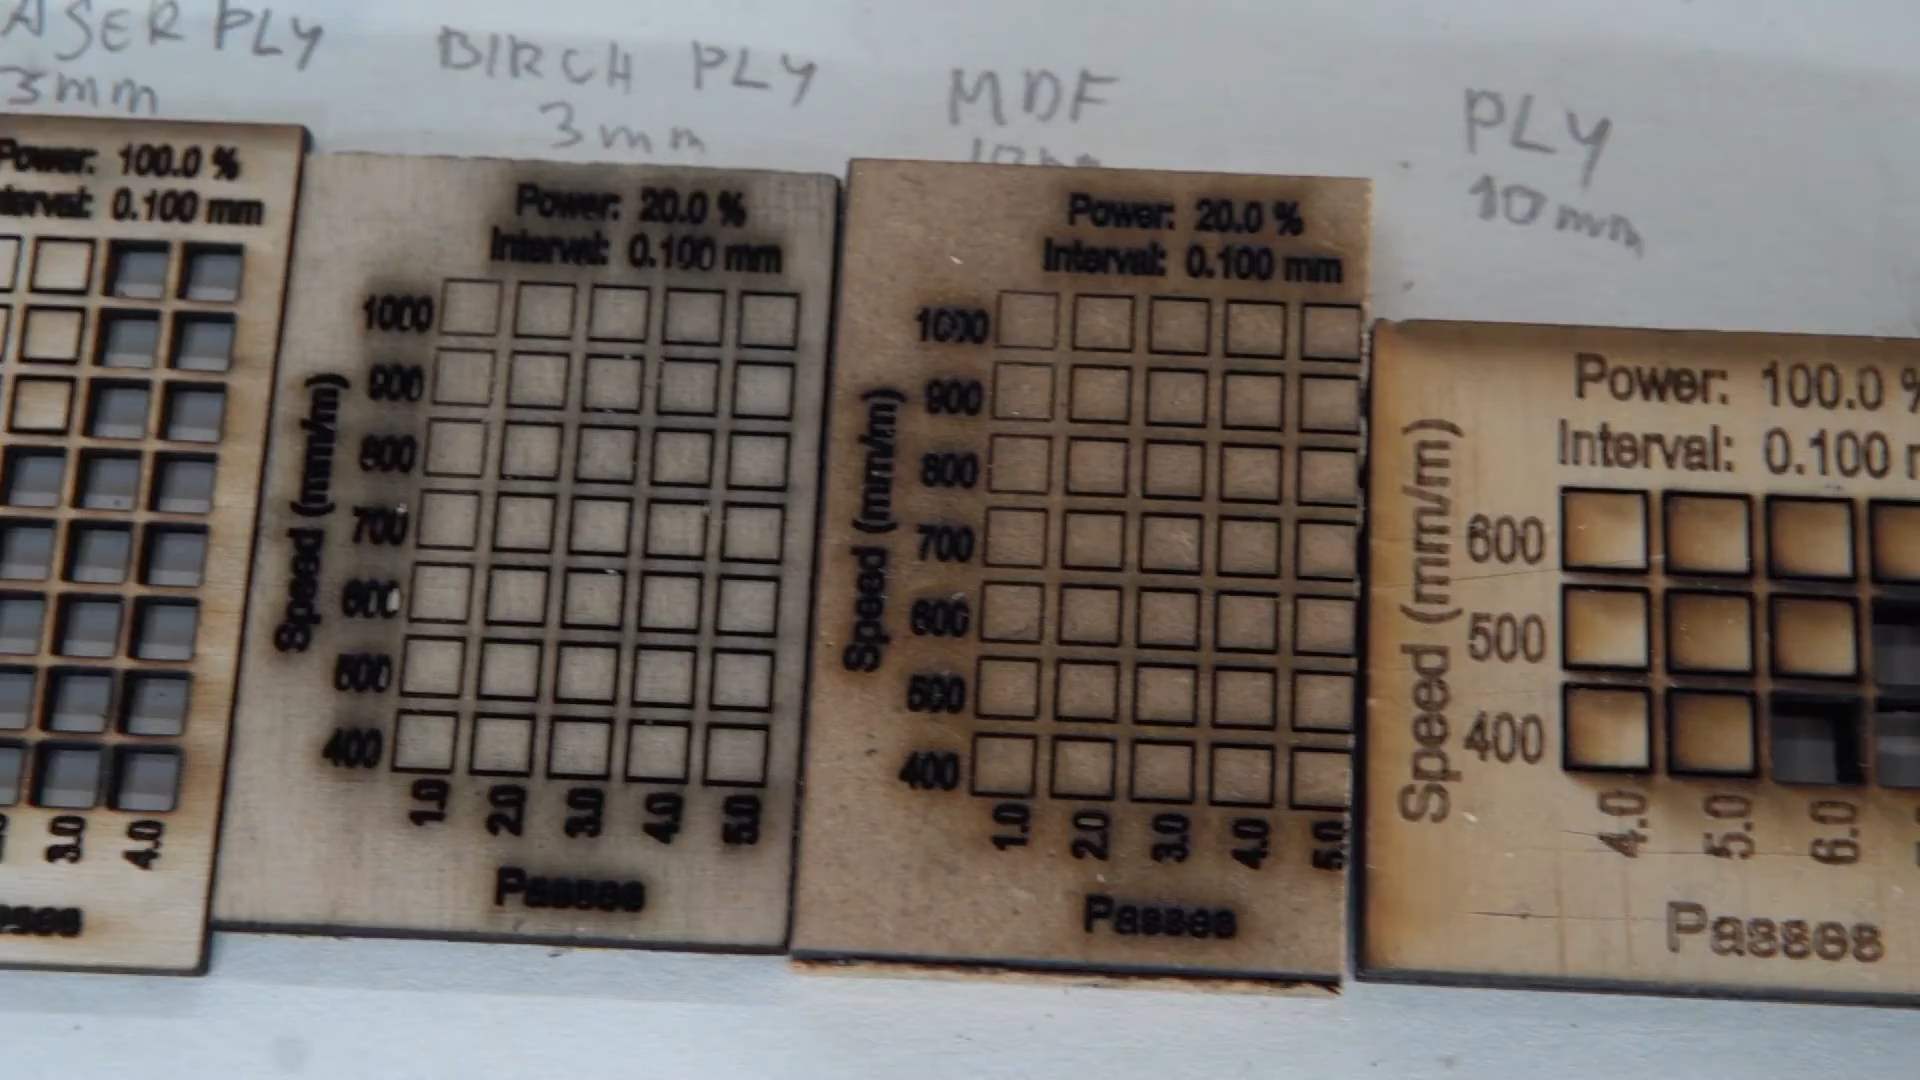 ASER PLY
3mm
Power: 100.0 %
terval: 0.100 mm
3.0
4.0
sses
BIRCH PLY
3mm
Power: 20.0 %
Interval: 0.100 mm
Speed (mm/m)
1000
900
800
700
600
500
400
1.0
2.0
3.0
4.0
5.0
Passes
MDF
Power: 20.0 %
Interval: 0.100 mm
Speed (mm/m)
1000
900
800
700
600
500
400
1.0
2.0
3.0
4.0
5.0
Passes
PLY
10mm
Power: 100.0 %
Interval: 0.100
Speed (mm/m)
600
500
400
4.0
5.0
6.0
Passes